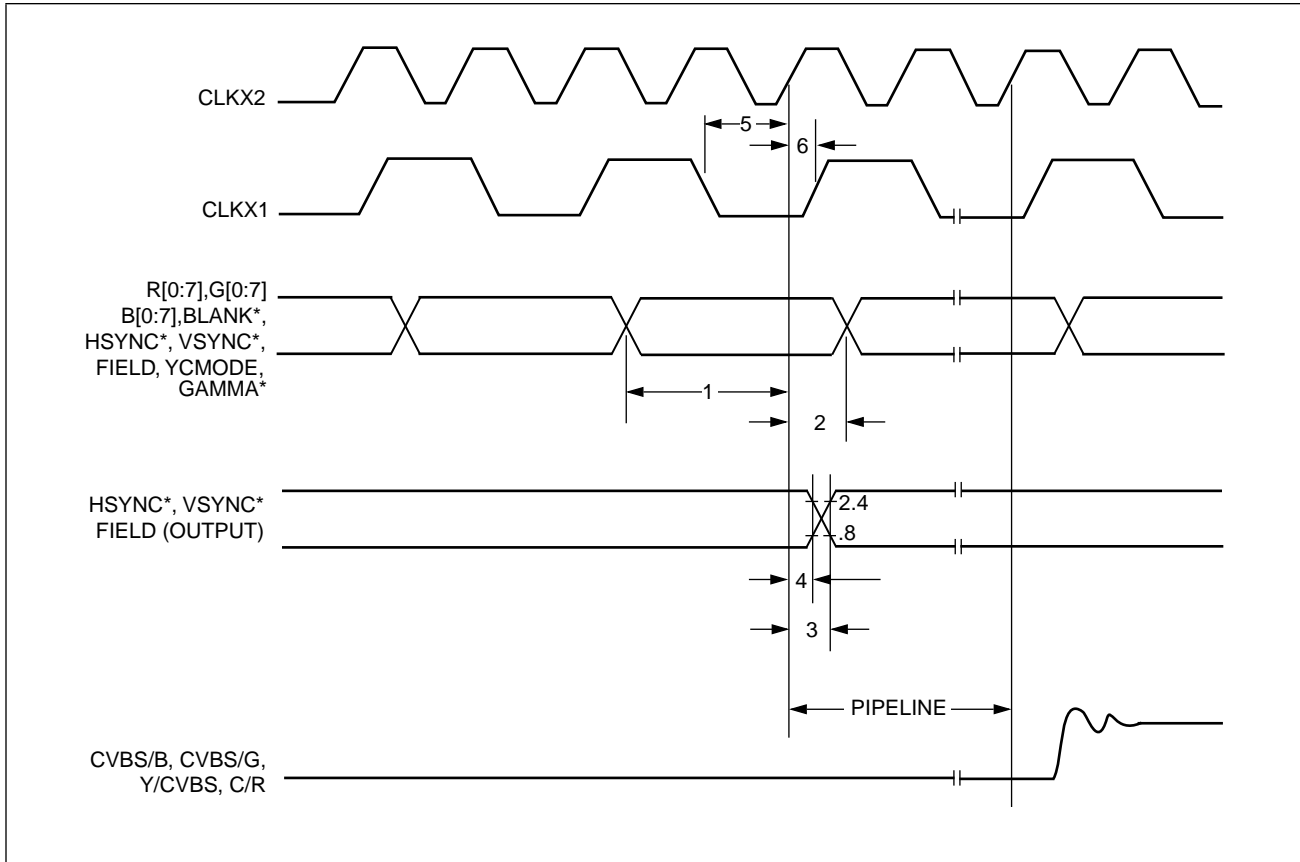 CLKX2
5
6
CLKX1
R[0:7],G[0:7]
B[0:7],BLANK*,
HSYNC*, VSYNC*,
FIELD, YCMODE,
GAMMA*
1
2
HSYNC*, VSYNC*
FIELD (OUTPUT)
2.4
.8
4
3
PIPELINE
CVBS/B, CVBS/G,
Y/CVBS, C/R